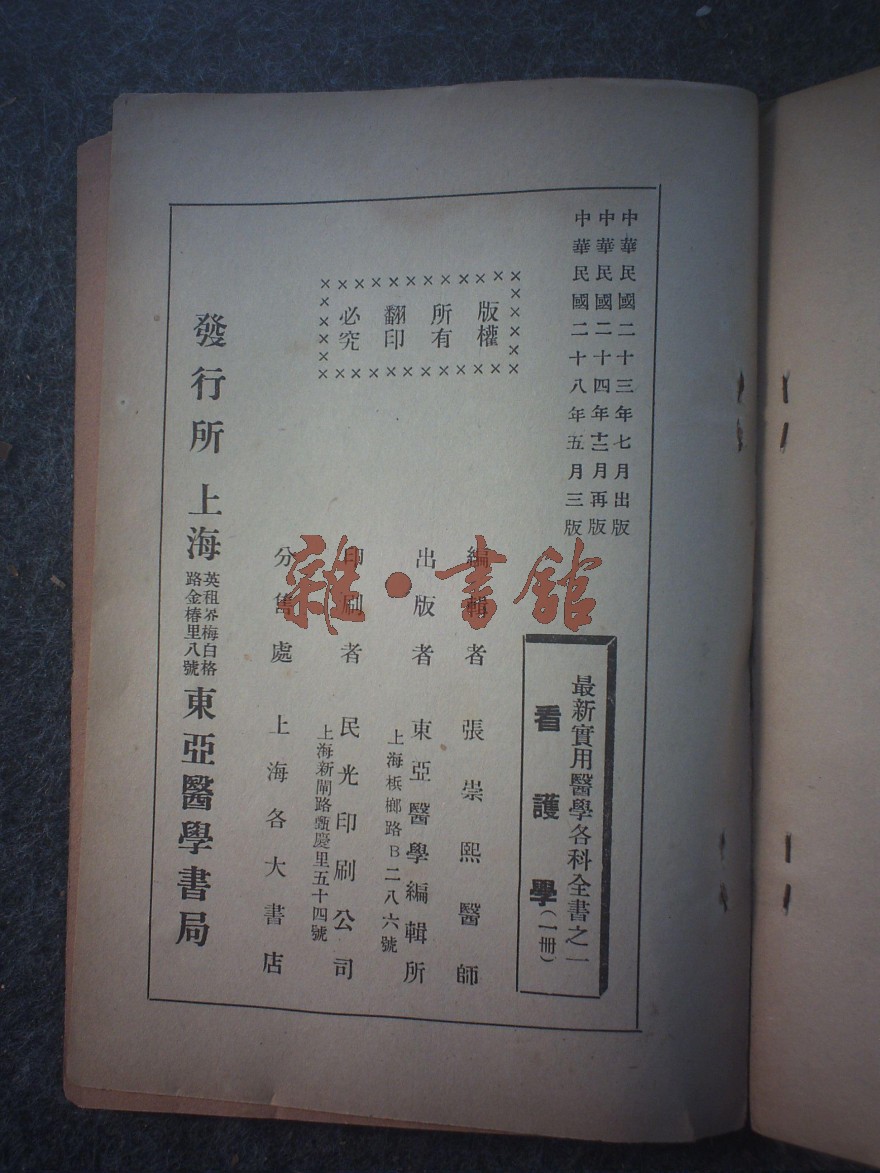 中華民國二十三年七月出版
中華民國二十四年十二月再版
中華民國二十八年五月三版
最新實用醫學各科全書之一
看護學（一冊）
版權
所有
翻印
必究
編輯者 張崇熙醫師
出版者 東亞醫學編輯所
上海梹榔路B二八六號
印刷者 民光印刷公司
上海新閘路甄慶里五十四號
分售處 上海各大書店
發行所 上海 英租界梅白格
路金椿里八號 東亞醫學書局
雜·書館